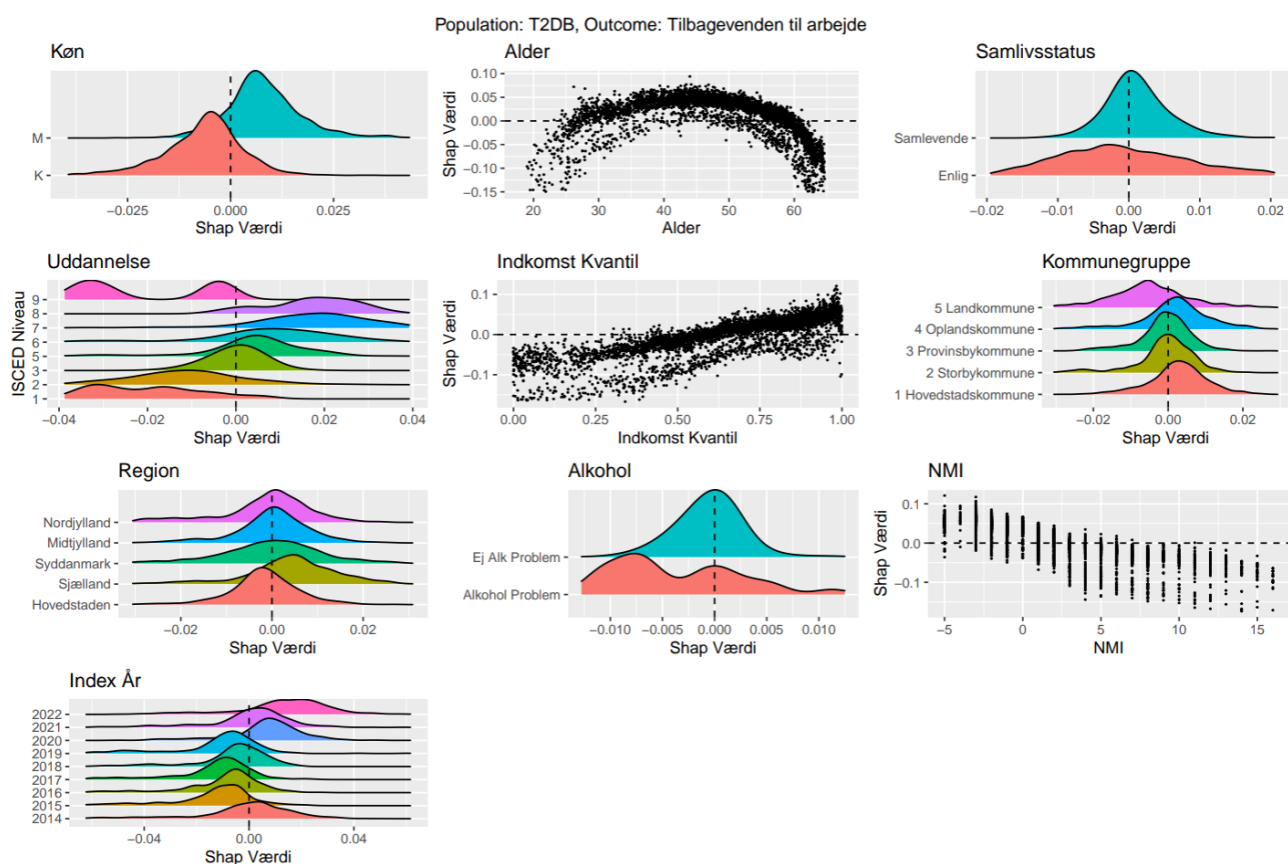 Population: T2DB, Outcome: Tilbagevenden til arbejde
Køn
M
K
−0.025 0.000 0.025
Shap Værdi
Alder
Shap Værdi
0.10
0.05
0.00
−0.05
−0.10
−0.15
20 30 40 50 60
Alder
Samlivsstatus
Samlevende
Enlig
−0.02 −0.01 0.00 0.01 0.02
Shap Værdi
Uddannelse
ISCED Niveau
9
8
7
6
5
3
2
1
−0.04 −0.02 0.00 0.02 0.04
Shap Værdi
Indkomst Kvantil
Shap Værdi
0.1
0.0
−0.1
0.00 0.25 0.50 0.75 1.00
Indkomst Kvantil
Kommunegruppe
5 Landkommune
4 Oplandskommune
3 Provinsbykommune
2 Storbykommune
1 Hovedstadskommune
−0.02 0.00 0.02
Shap Værdi
Region
Nordjylland
Midtjylland
Syddanmark
Sjælland
Hovedstaden
−0.02 0.00 0.02
Shap Værdi
Alkohol
Ej Alk Problem
Alkohol Problem
−0.010 −0.005 0.000 0.005 0.010
Shap Værdi
NMI
Shap Værdi
0.1
0.0
−0.1
−5 0 5 10 15
NMI
Index År
2022
2021
2020
2019
2018
2017
2016
2015
2014
−0.04 0.00 0.04
Shap Værdi